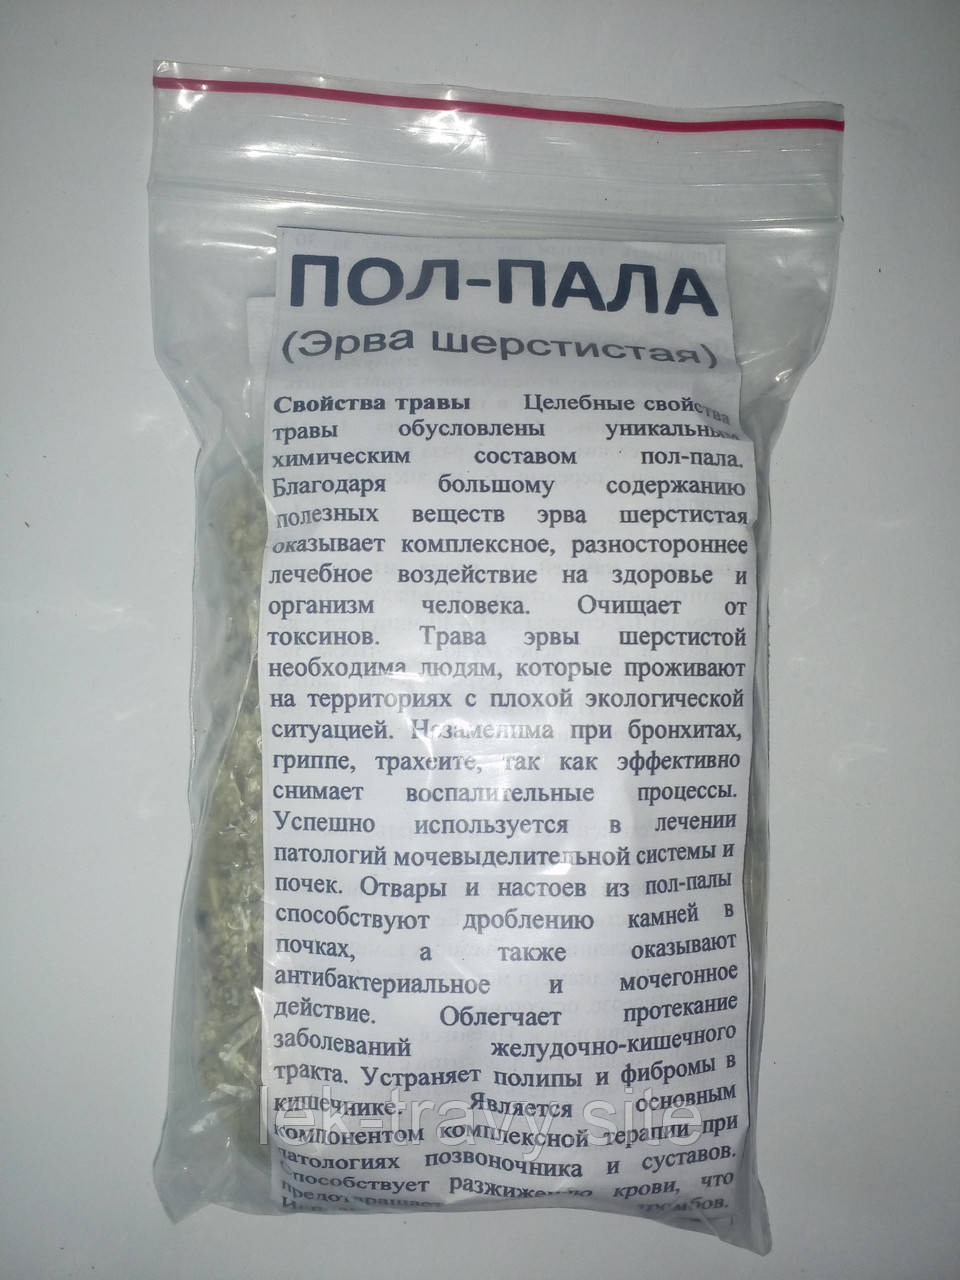 ПОЛ-ПАЛА
(Эрва шерстистая)
Свойства травы Целебные свойства
травы обусловлены уникальным
химическим составом пол-пала.
Благодаря большому содержанию
полезных веществ эрва шерстистая
оказывает комплексное, разностороннее
лечебное воздействие на здоровье и
организм человека. Очищает от
токсинов. Трава эрвы шерстистой
необходима людям, которые проживают
на территориях с плохой экологической
ситуацией. Незаменима при бронхитах,
гриппе, трахеите, так как эффективно
снимает воспалительные процессы.
Успешно используется в лечении
патологий мочевыделительной системы и
почек. Отвары и настоев из пол-палы
способствуют дроблению камней в
почках, а также оказывают
антибактериальное и мочегонное
действие. Облегчает протекание
заболеваний желудочно-кишечного
тракта. Устраняет полипы и фибромы в
кишечнике. Является основным
компонентом комплексной терапии при
патологиях позвоночника и суставов.
Способствует разжижению крови, что
предотвращает тромбов.
lek-travy site